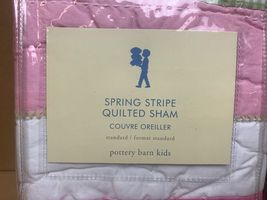 SPRING STRIPE
QUILTED SHAM
COUVRE OREILLER
standard / format standard
pottery barn kids